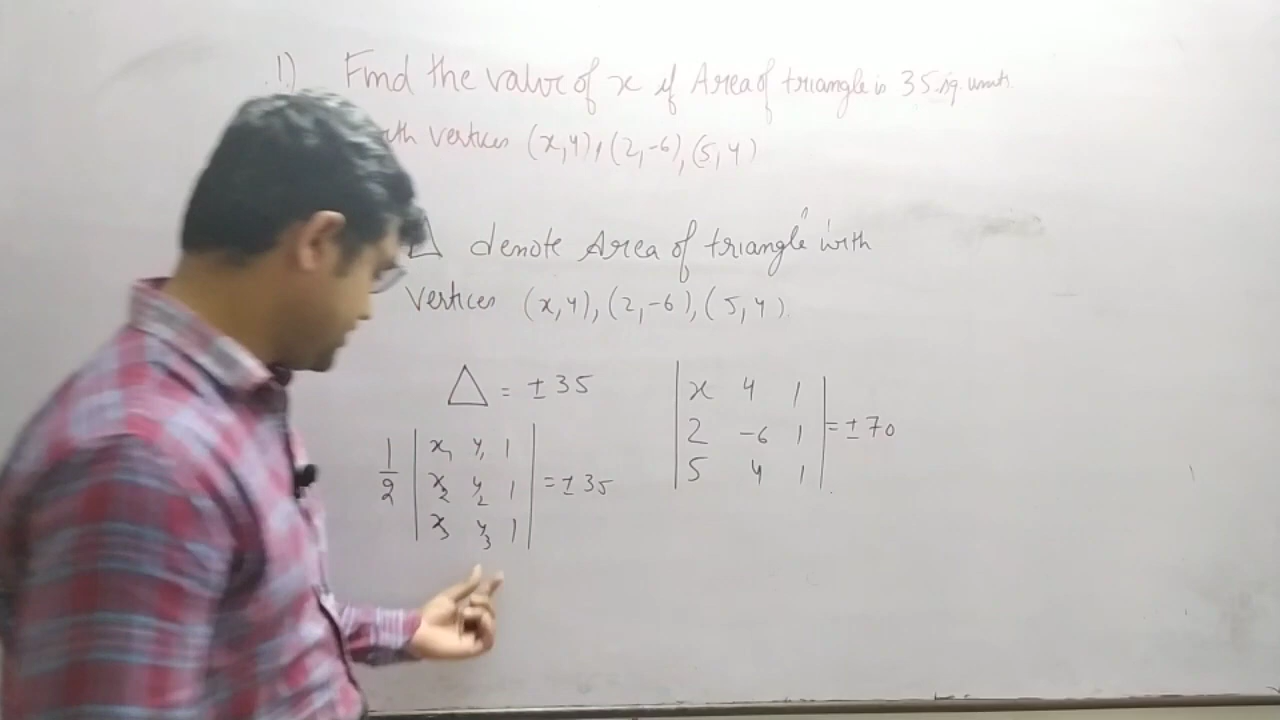 1) Find the value of x if Area of triangle is 35 sq. units
with vertices (x,4), (2,-6), (5,4)
Δ denote Area of triangle with
vertices (x,4), (2,-6), (5,4).
Δ = ± 35
1/2 | x₁ y₁ 1 |
| x₂ y₂ 1 | = ± 35
| x₃ y₃ 1 |
| x 4 1 |
| 2 -6 1 | = ± 70
| 5 4 1 |